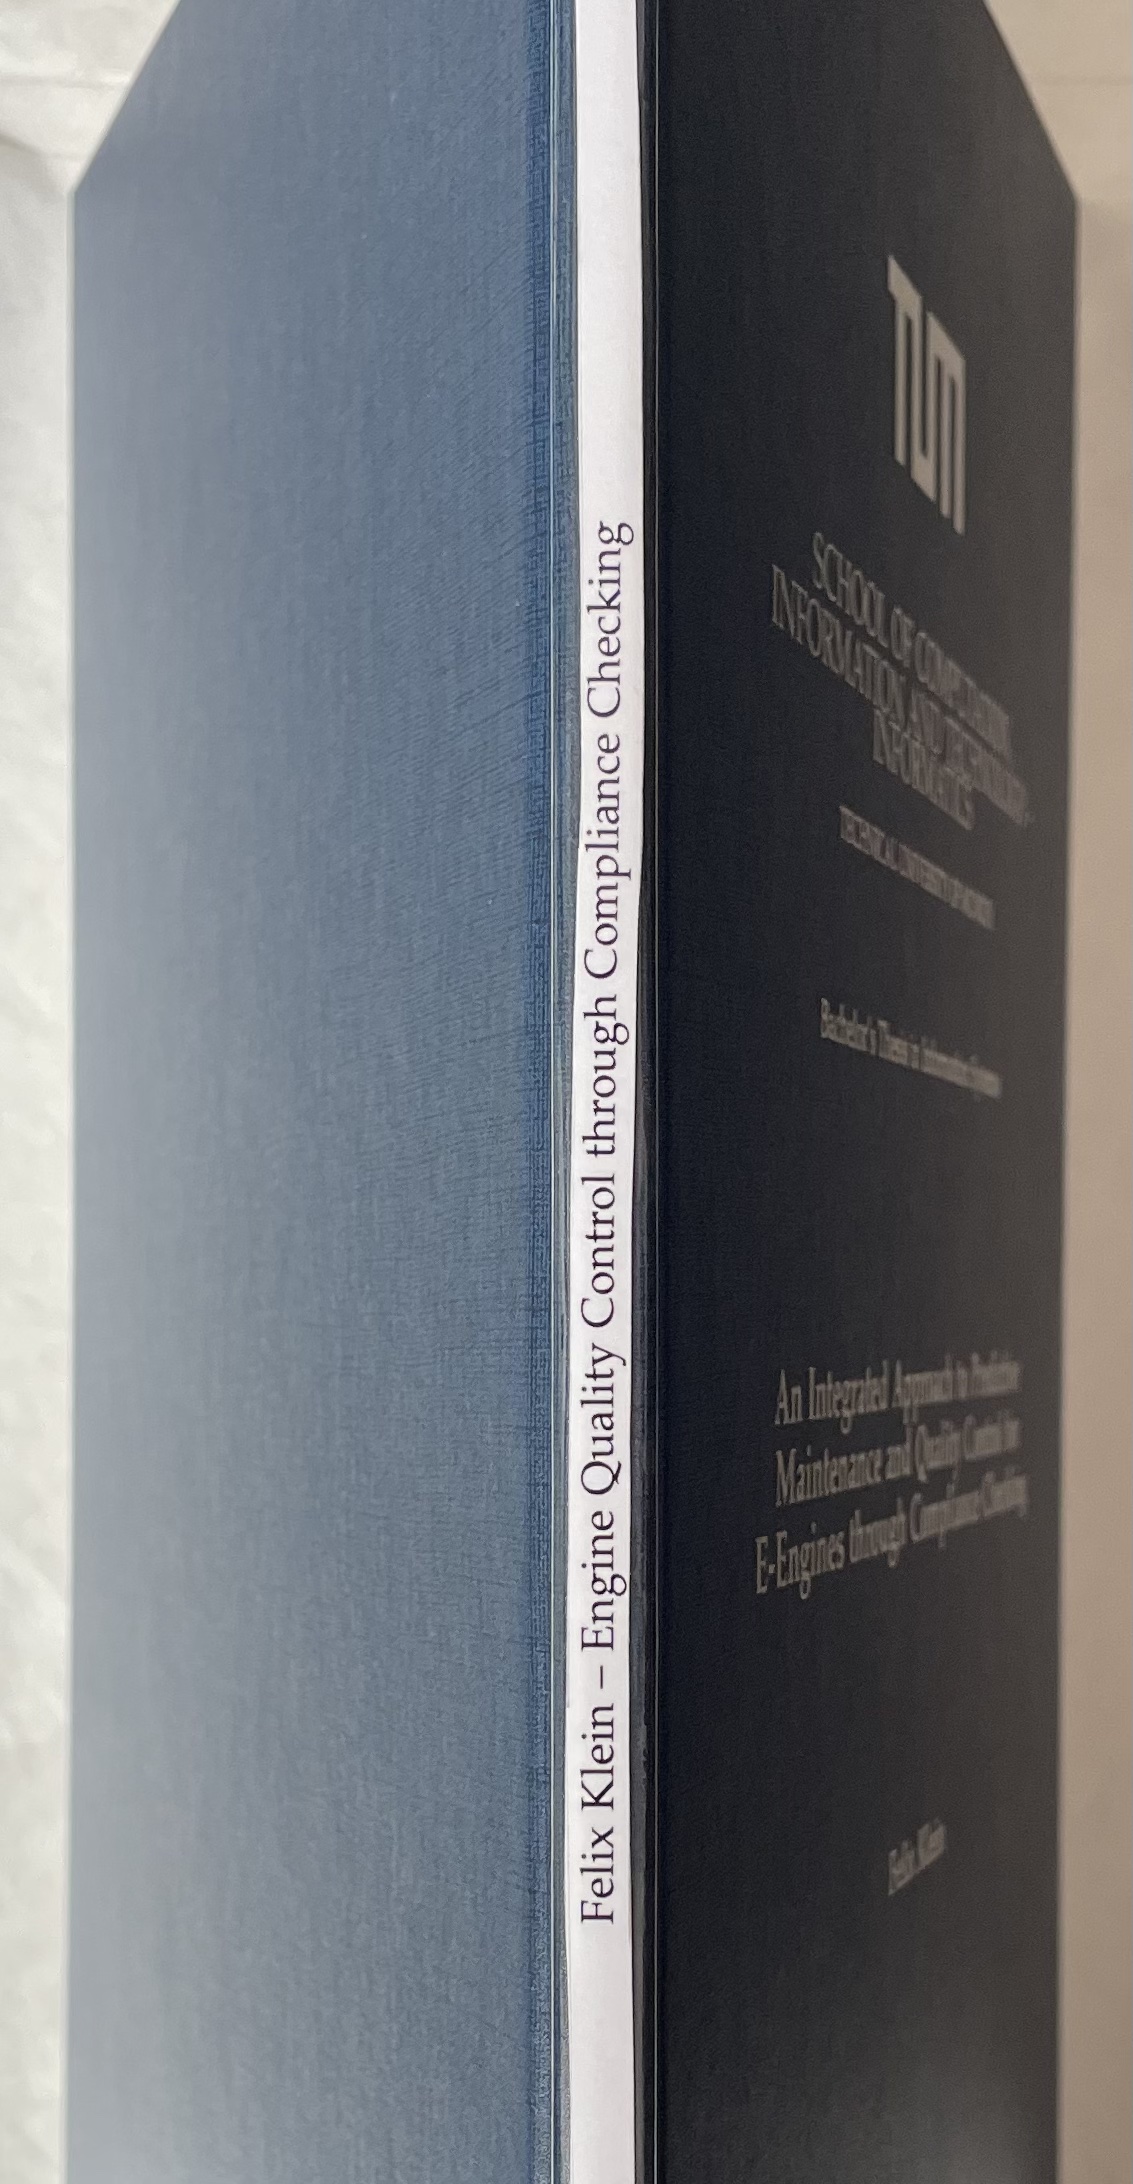 Felix Klein – Engine Quality Control through Compliance Checking
TUM
SCHOOL OF COMPUTATION,
INFORMATION AND TECHNOLOGY –
INFORMATICS
TECHNICAL UNIVERSITY OF MUNICH
Bachelor's Thesis in Information Systems
An Integrated Approach to Predictive
Maintenance and Quality Control for
E-Engines through Compliance Checking
Felix Klein